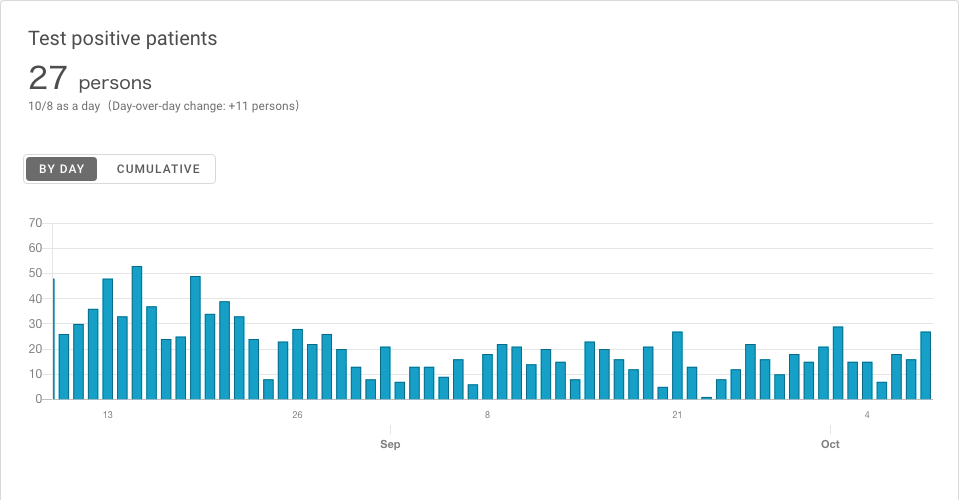 Test positive patients
27 persons
10/8 as a day (Day-over-day change: +11 persons)
BY DAY CUMULATIVE
70
60
50
40
30
20
10
0
13 26 8 21 4
Sep Oct